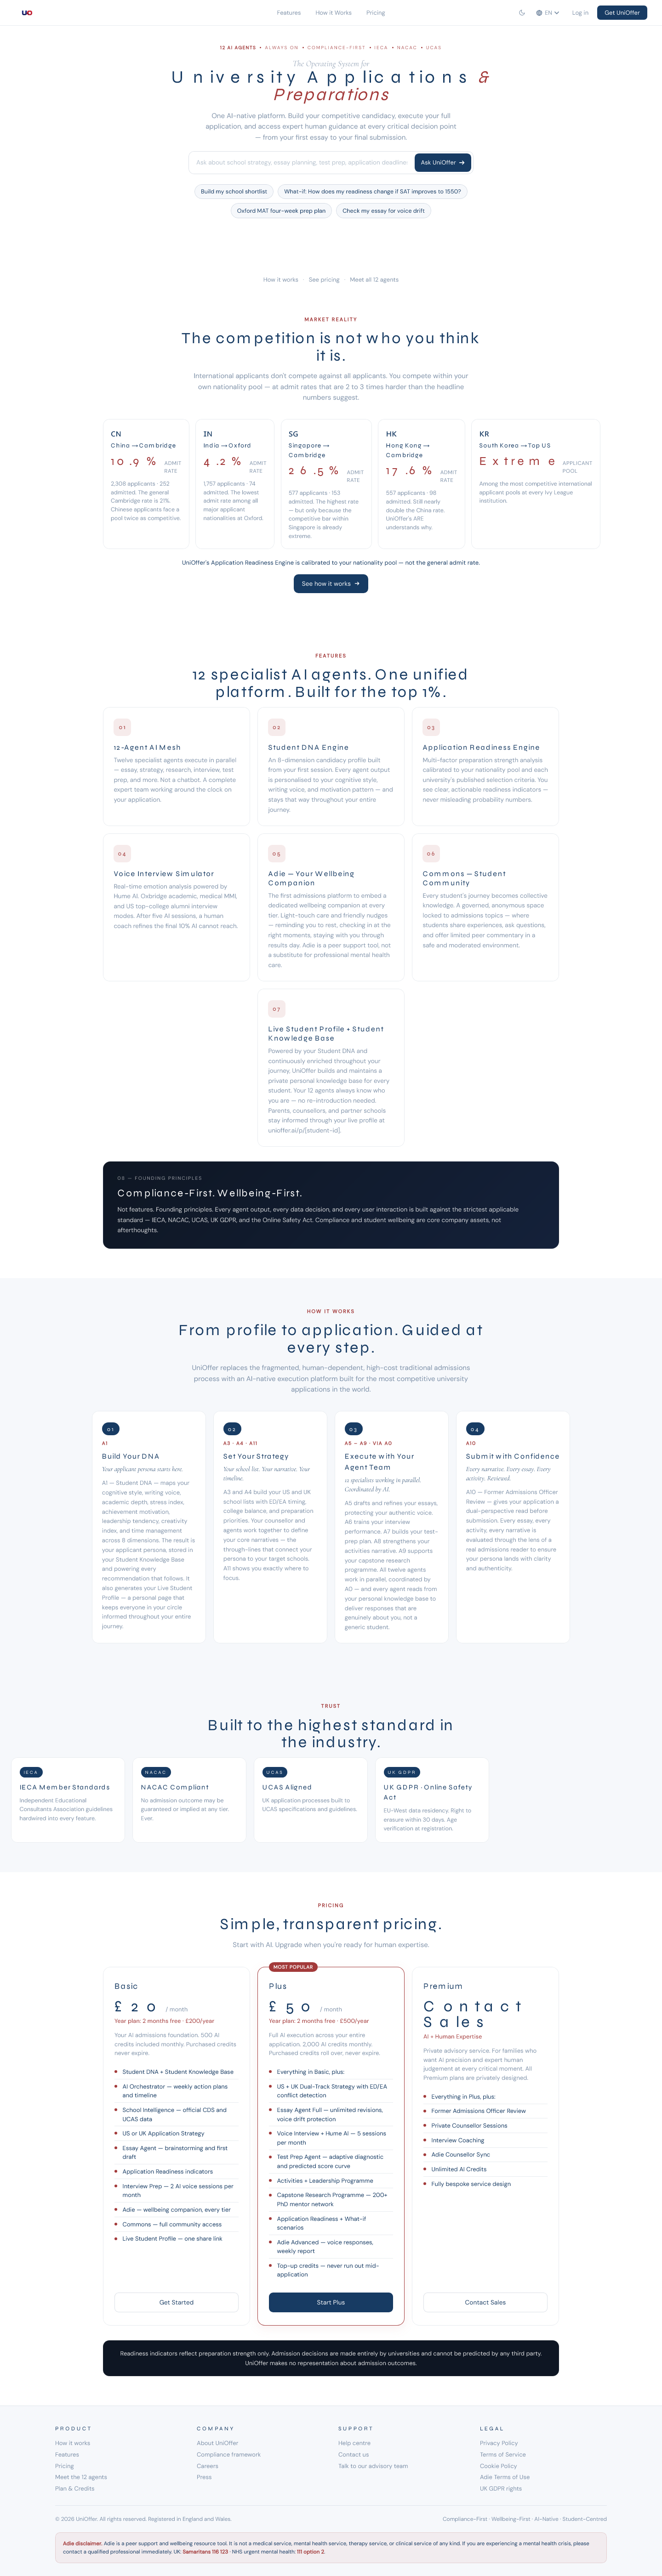 UO
Features
How it Works
Pricing
EN
Log in
Get UniOffer
12 AI AGENTS • ALWAYS ON • COMPLIANCE-FIRST • IECA • NACAC • UCAS
The Operating System for
University Applications &
Preparations
One AI-native platform. Build your competitive candidacy, execute your full
application, and access expert human guidance at every critical decision point
— from your first essay to your final submission.
Ask about school strategy, essay planning, test prep, application deadline
Ask UniOffer →
Build my school shortlist
What-if: How does my readiness change if SAT improves to 1550?
Oxford MAT four-week prep plan
Check my essay for voice drift
How it works · See pricing · Meet all 12 agents
MARKET REALITY
The competition is not who you think
it is.
International applicants don't compete against all applicants. You compete within your
own nationality pool — at admit rates that are 2 to 3 times harder than the headline
numbers suggest.
CN
China → Cambridge
10.9%
ADMIT
RATE
2,308 applicants · 252
admitted. The general
Cambridge rate is 21%.
Chinese applicants face a
pool twice as competitive.
IN
India → Oxford
4.2%
ADMIT
RATE
1,757 applicants · 74
admitted. The lowest
admit rate among all
major applicant
nationalities at Oxford.
SG
Singapore →
Cambridge
26.5%
ADMIT
RATE
577 applicants · 153
admitted. The highest rate
— but only because the
competitive bar within
Singapore is already
extreme.
HK
Hong Kong →
Cambridge
17.6%
ADMIT
RATE
557 applicants · 98
admitted. Still nearly
double the China rate.
UniOffer's ARE
understands why.
KR
South Korea → Top US
Extreme
APPLICANT
POOL
Among the most competitive international
applicant pools at every Ivy League
institution.
UniOffer's Application Readiness Engine is calibrated to your nationality pool — not the general admit rate.
See how it works →
FEATURES
12 specialist AI agents. One unified
platform. Built for the top 1%.
01
12-Agent AI Mesh
Twelve specialist agents execute in parallel
— essay, strategy, research, interview, test
prep, and more. Not a chatbot. A complete
expert team working around the clock on
your application.
02
Student DNA Engine
An 8-dimension candidacy profile built
from your first session. Every agent output
is personalised to your cognitive style,
writing voice, and motivation pattern — and
stays that way throughout your entire
journey.
03
Application Readiness Engine
Multi-factor preparation strength analysis
calibrated to your nationality pool and each
university's published selection criteria. You
see clear, actionable readiness indicators —
never misleading probability numbers.
04
Voice Interview Simulator
Real-time emotion analysis powered by
Hume AI. Oxbridge academic, medical MMI,
and US top-college alumni interview
modes. After five AI sessions, a human
coach refines the final 10% AI cannot reach.
05
Adie — Your Wellbeing
Companion
The first admissions platform to embed a
dedicated wellbeing companion at every
tier. Light-touch care and friendly nudges
— reminding you to rest, checking in at the
right moments, staying with you through
results day. Adie is a peer support tool, not
a substitute for professional mental health
care.
06
Commons — Student
Community
Every student's journey becomes collective
knowledge. A governed, anonymous space
locked to admissions topics — where
students share experiences, ask questions,
and offer limited peer commentary in a
safe and moderated environment.
07
Live Student Profile + Student
Knowledge Base
Powered by your Student DNA and
continuously enriched throughout your
journey, UniOffer builds and maintains a
private personal knowledge base for every
student. Your 12 agents always know who
you are — no re-introduction needed.
Parents, counsellors, and partner schools
stay informed through your live profile at
unioffer.ai/p/[student-id].
08 — FOUNDING PRINCIPLES
Compliance-First. Wellbeing-First.
Not features. Founding principles. Every agent output, every data decision, and every user interaction is built against the strictest applicable
standard — IECA, NACAC, UCAS, UK GDPR, and the Online Safety Act. Compliance and student wellbeing are core company assets, not
afterthoughts.
HOW IT WORKS
From profile to application. Guided at
every step.
UniOffer replaces the fragmented, human-dependent, high-cost traditional admissions
process with an AI-native execution platform built for the most competitive university
applications in the world.
01
A1
Build Your DNA
Your applicant persona starts here.
A1 — Student DNA — maps your
cognitive style, writing voice,
academic depth, stress index,
achievement motivation,
leadership tendency, creativity
index, and time management
across 8 dimensions. The result is
your applicant persona, stored in
your Student Knowledge Base
and powering every
recommendation that follows. It
also generates your Live Student
Profile — a personal page that
keeps everyone in your circle
informed throughout your entire
journey.
02
A3 · A4 · A11
Set Your Strategy
Your school list. Your narrative. Your
timeline.
A3 and A4 build your US and UK
school lists with ED/EA timing,
college balance, and preparation
priorities. Your counsellor and
agents work together to define
your core narratives — the
through-lines that connect your
persona to your target schools.
A11 shows you exactly where to
focus.
03
A5 – A9 · VIA A0
Execute with Your
Agent Team
12 specialists working in parallel.
Coordinated by AI.
A5 drafts and refines your essays,
protecting your authentic voice.
A6 trains your interview
performance. A7 builds your test-
prep plan. A8 strengthens your
activities narrative. A9 supports
your capstone research
programme. All twelve agents
work in parallel, coordinated by
A0 — and every agent reads from
your personal knowledge base to
deliver responses that are
genuinely about you, not a
generic student.
04
A10
Submit with Confidence
Every narrative. Every essay. Every
activity. Reviewed.
A10 — Former Admissions Officer
Review — gives your application a
dual-perspective read before
submission. Every essay, every
activity, every narrative is
evaluated through the lens of a
real admissions reader to ensure
your persona lands with clarity
and authenticity.
TRUST
Built to the highest standard in
the industry.
IECA
IECA Member Standards
Independent Educational
Consultants Association guidelines
hardwired into every feature.
NACAC
NACAC Compliant
No admission outcome may be
guaranteed or implied at any tier.
Ever.
UCAS
UCAS Aligned
UK application processes built to
UCAS specifications and guidelines.
UK GDPR
UK GDPR · Online Safety
Act
EU-West data residency. Right to
erasure within 30 days. Age
verification at registration.
PRICING
Simple, transparent pricing.
Start with AI. Upgrade when you're ready for human expertise.
Basic
£20 / month
Year plan: 2 months free · £200/year
Your AI admissions foundation. 500 AI
credits included monthly. Purchased credits
never expire.
Student DNA + Student Knowledge Base
AI Orchestrator — weekly action plans
and timeline
School Intelligence — official CDS and
UCAS data
US or UK Application Strategy
Essay Agent — brainstorming and first
draft
Application Readiness indicators
Interview Prep — 2 AI voice sessions per
month
Adie — wellbeing companion, every tier
Commons — full community access
Live Student Profile — one share link
Get Started
MOST POPULAR
Plus
£50 / month
Year plan: 2 months free · £500/year
Full AI execution across your entire
application. 2,000 AI credits monthly.
Purchased credits roll over, never expire.
Everything in Basic, plus:
US + UK Dual-Track Strategy with ED/EA
conflict detection
Essay Agent Full — unlimited revisions,
voice drift protection
Voice Interview + Hume AI — 5 sessions
per month
Test Prep Agent — adaptive diagnostic
and predicted score curve
Activities + Leadership Programme
Capstone Research Programme — 200+
PhD mentor network
Application Readiness + What-if
scenarios
Adie Advanced — voice responses,
weekly report
Top-up credits — never run out mid-
application
Start Plus
Premium
Contact
Sales
AI + Human Expertise
Private advisory service. For families who
want AI precision and expert human
judgement at every critical moment. All
Premium plans are privately designed.
Everything in Plus, plus:
Former Admissions Officer Review
Private Counsellor Sessions
Interview Coaching
Adie Counsellor Sync
Unlimited AI Credits
Fully bespoke service design
Contact Sales
Readiness indicators reflect preparation strength only. Admission decisions are made entirely by universities and cannot be predicted by any third party.
UniOffer makes no representation about admission outcomes.
PRODUCT
How it works
Features
Pricing
Meet the 12 agents
Plan & Credits
COMPANY
About UniOffer
Compliance framework
Careers
Press
SUPPORT
Help centre
Contact us
Talk to our advisory team
LEGAL
Privacy Policy
Terms of Service
Cookie Policy
Adie Terms of Use
UK GDPR rights
© 2026 UniOffer. All rights reserved. Registered in England and Wales.
Compliance-First · Wellbeing-First · AI-Native · Student-Centred
Adie disclaimer. Adie is a peer support and wellbeing resource tool. It is not a medical service, mental health service, therapy service, or clinical service of any kind. If you are experiencing a mental health crisis, please
contact a qualified professional immediately. UK: Samaritans 116 123 · NHS urgent mental health: 111 option 2.